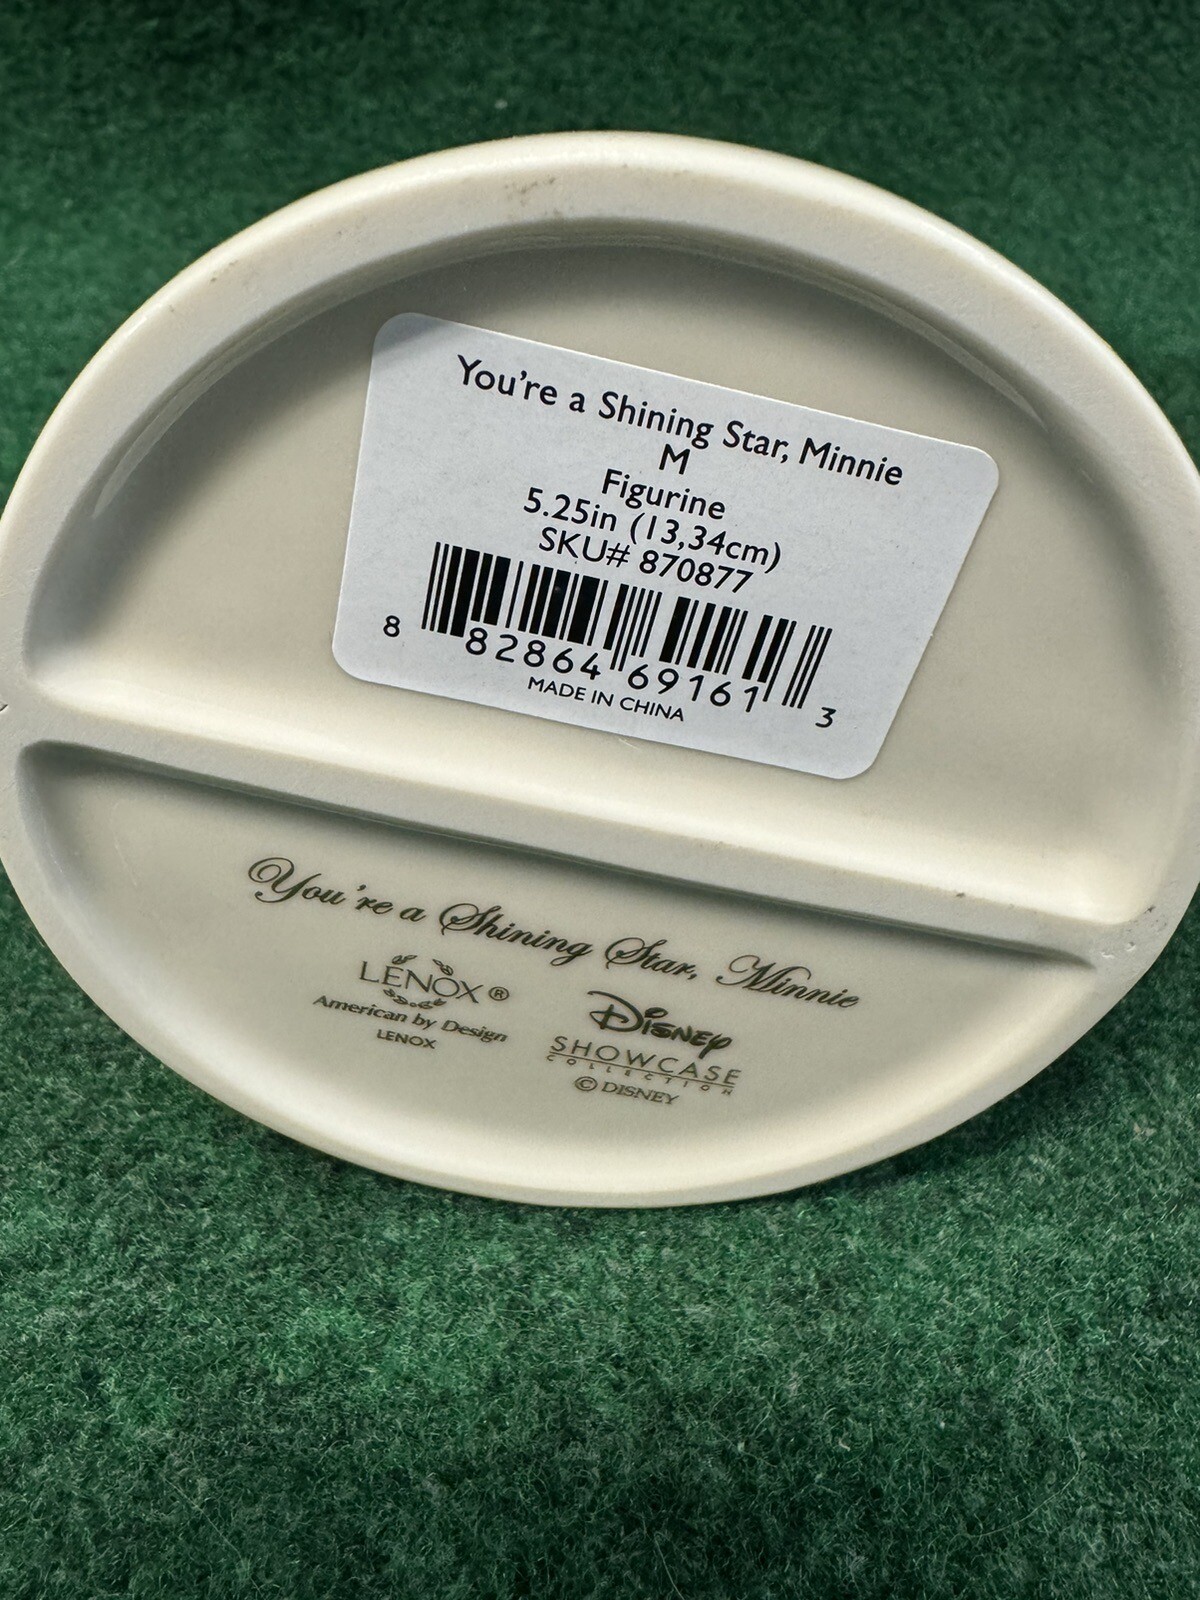 You're a Shining Star, Minnie
M
Figurine
5.25in (13,34cm)
SKU# 870877
8 82864 69161 3
MADE IN CHINA
You're a Shining Star, Minnie
LENOX®
American by Design
LENOX
Disney
SHOWCASE
COLLECTION
© DISNEY